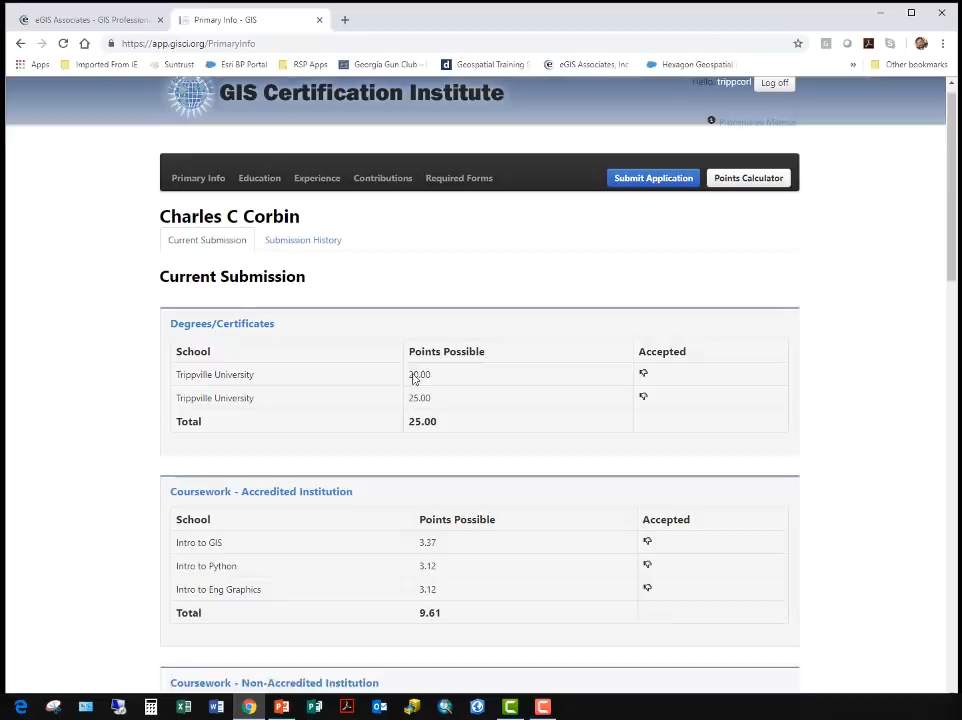 eGIS Associates - GIS Profession
Primary Info - GIS
https://app.gisci.org/PrimaryInfo
Apps Imported From IE Suntrust Esri BP Portal RSP Apps Georgia Gun Club – Geospatial Training eGIS Associates, Inc Hexagon Geospatial » Other bookmarks
GIS Certification Institute
Hello, trippcorl Log off
Primary Info Education Experience Contributions Required Forms Submit Application Points Calculator
Charles C Corbin
Current Submission Submission History
Current Submission
Degrees/Certificates
School Points Possible Accepted
Trippville University 20.00
Trippville University 25.00
Total 25.00
Coursework - Accredited Institution
School Points Possible Accepted
Intro to GIS 3.37
Intro to Python 3.12
Intro to Eng Graphics 3.12
Total 9.61
Coursework - Non-Accredited Institution